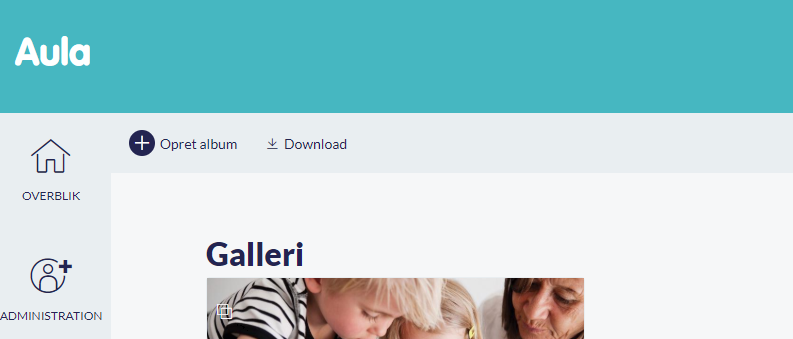 Aula
Opret album
Download
OVERBLIK
Galleri
ADMINISTRATION